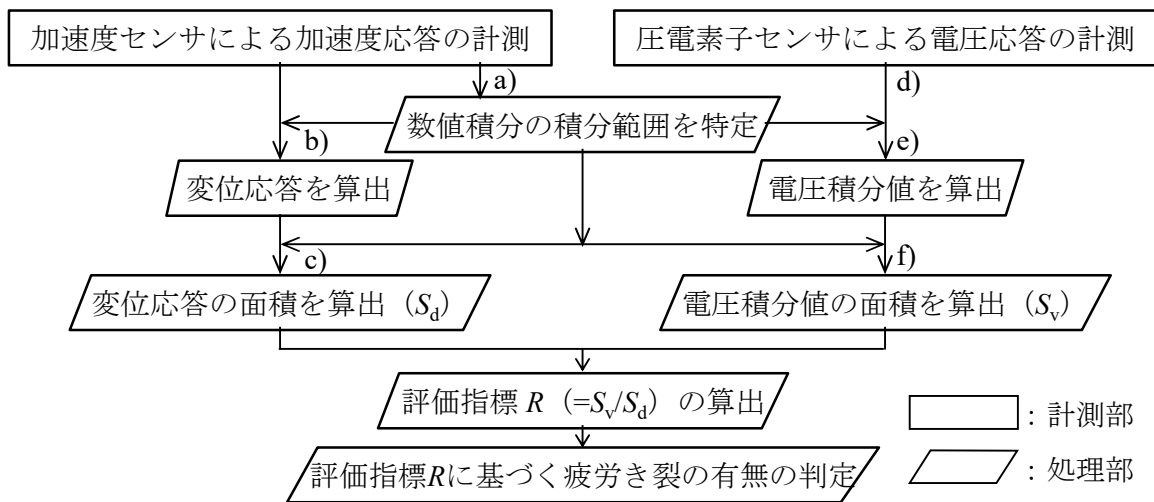 加速度センサによる加速度応答の計測
圧電素子センサによる電圧応答の計測
a)
d)
数値積分の積分範囲を特定
b)
e)
変位応答を算出
電圧積分値を算出
c)
f)
変位応答の面積を算出（Sd）
電圧積分値の面積を算出（Sv）
評価指標 R（=Sv/Sd）の算出
：計測部
評価指標Rに基づく疲労き裂の有無の判定
：処理部